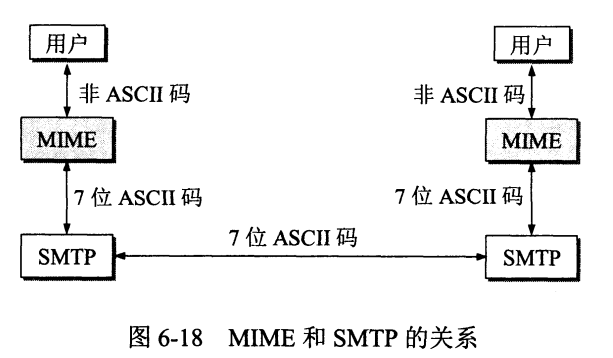 用户 用户
非 ASCII 码 非 ASCII 码
MIME MIME
7 位 ASCII 码 7 位 ASCII 码
7 位 ASCII 码
SMTP SMTP
图 6-18 MIME 和 SMTP 的关系